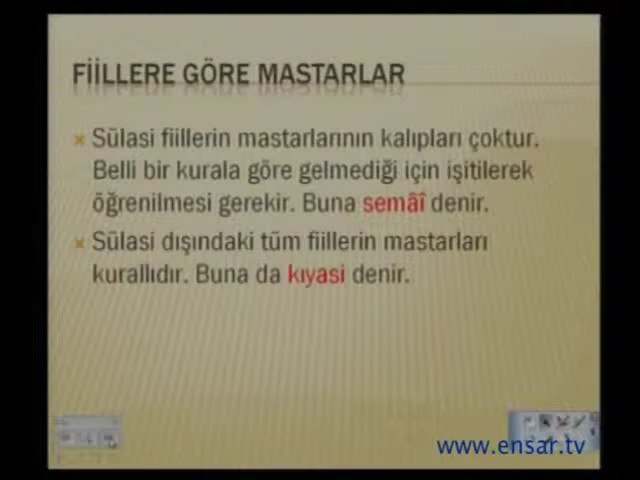 FİİLLERE GÖRE MASTARLAR
Sülasi fiillerin mastarlarının kalıpları çoktur.
Belli bir kurala göre gelmediği için işitilerek
öğrenilmesi gerekir. Buna semâî denir.
Sülasi dışındaki tüm fiillerin mastarları
kurallıdır. Buna da kıyasi denir.
www.ensar.tv